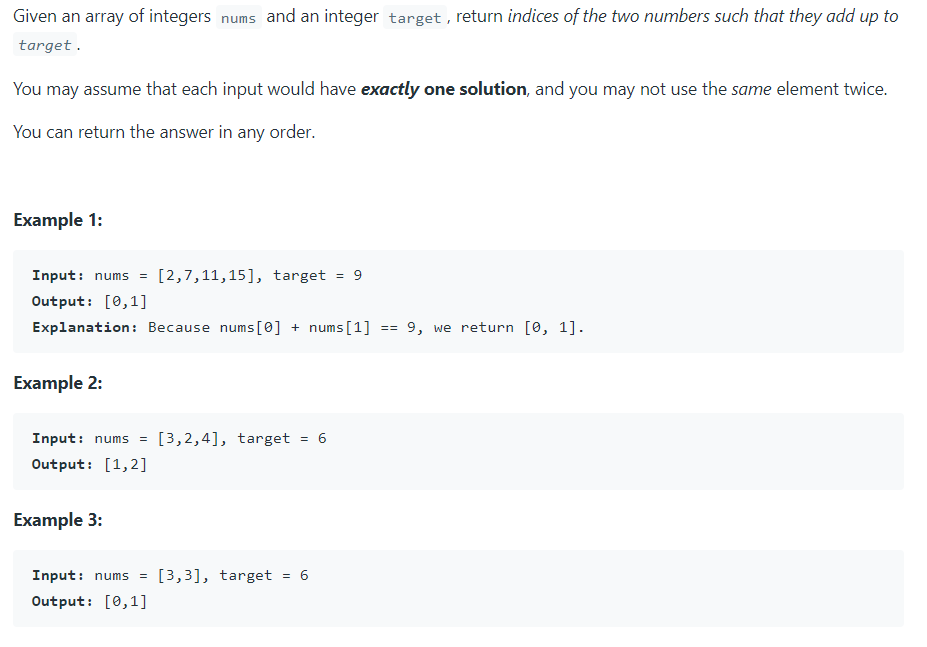 Given an array of integers nums and an integer target, return indices of the two numbers such that they add up to
target.
You may assume that each input would have exactly one solution, and you may not use the same element twice.
You can return the answer in any order.
Example 1:
Input: nums = [2,7,11,15], target = 9
Output: [0,1]
Explanation: Because nums[0] + nums[1] == 9, we return [0, 1].
Example 2:
Input: nums = [3,2,4], target = 6
Output: [1,2]
Example 3:
Input: nums = [3,3], target = 6
Output: [0,1]